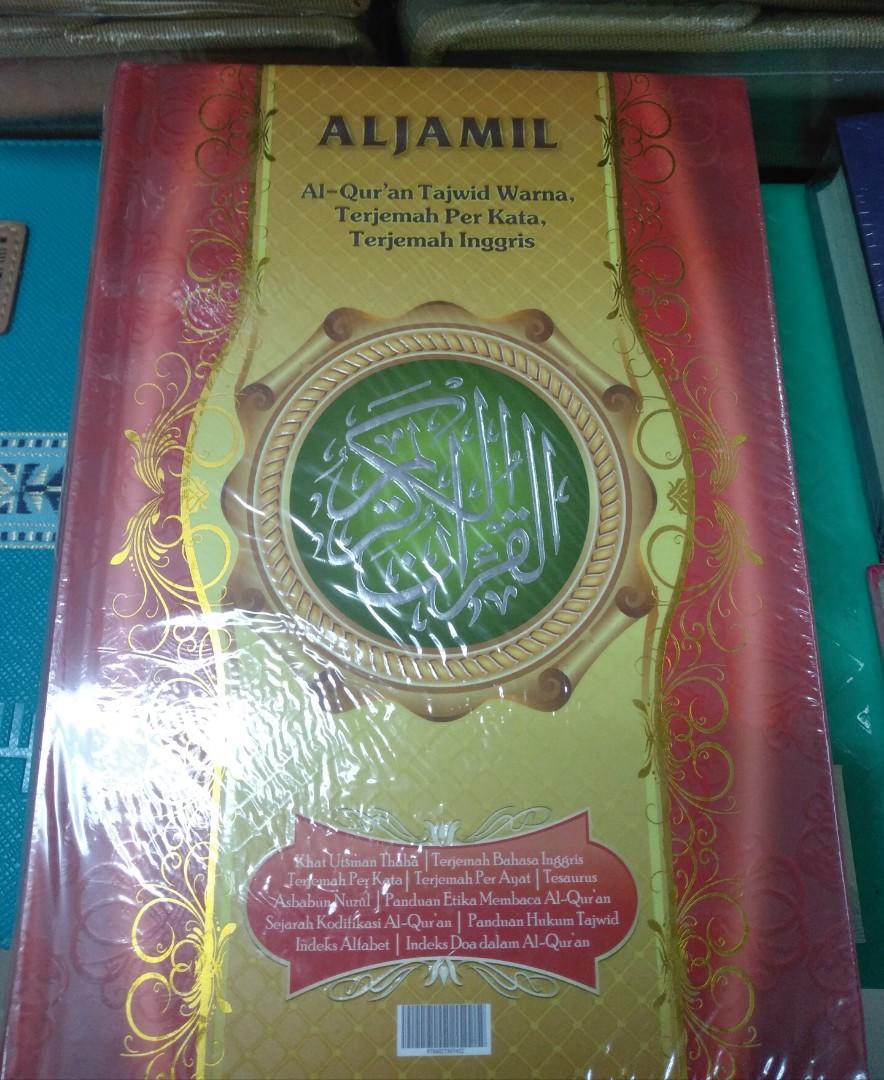 ALJAMIL
Al-Qur'an Tajwid Warna,
Terjemah Per Kata,
Terjemah Inggris
القرآن الكريم
Khat Utsman Thaha | Terjemah Bahasa Inggris
Terjemah Per Kata | Terjemah Per Ayat | Tesaurus
Asbabun Nuzul | Panduan Etika Membaca Al-Qur'an
Sejarah Kodifikasi Al-Qur'an | Panduan Hukum Tajwid
Indeks Alfabet | Indeks Doa dalam Al-Qur'an